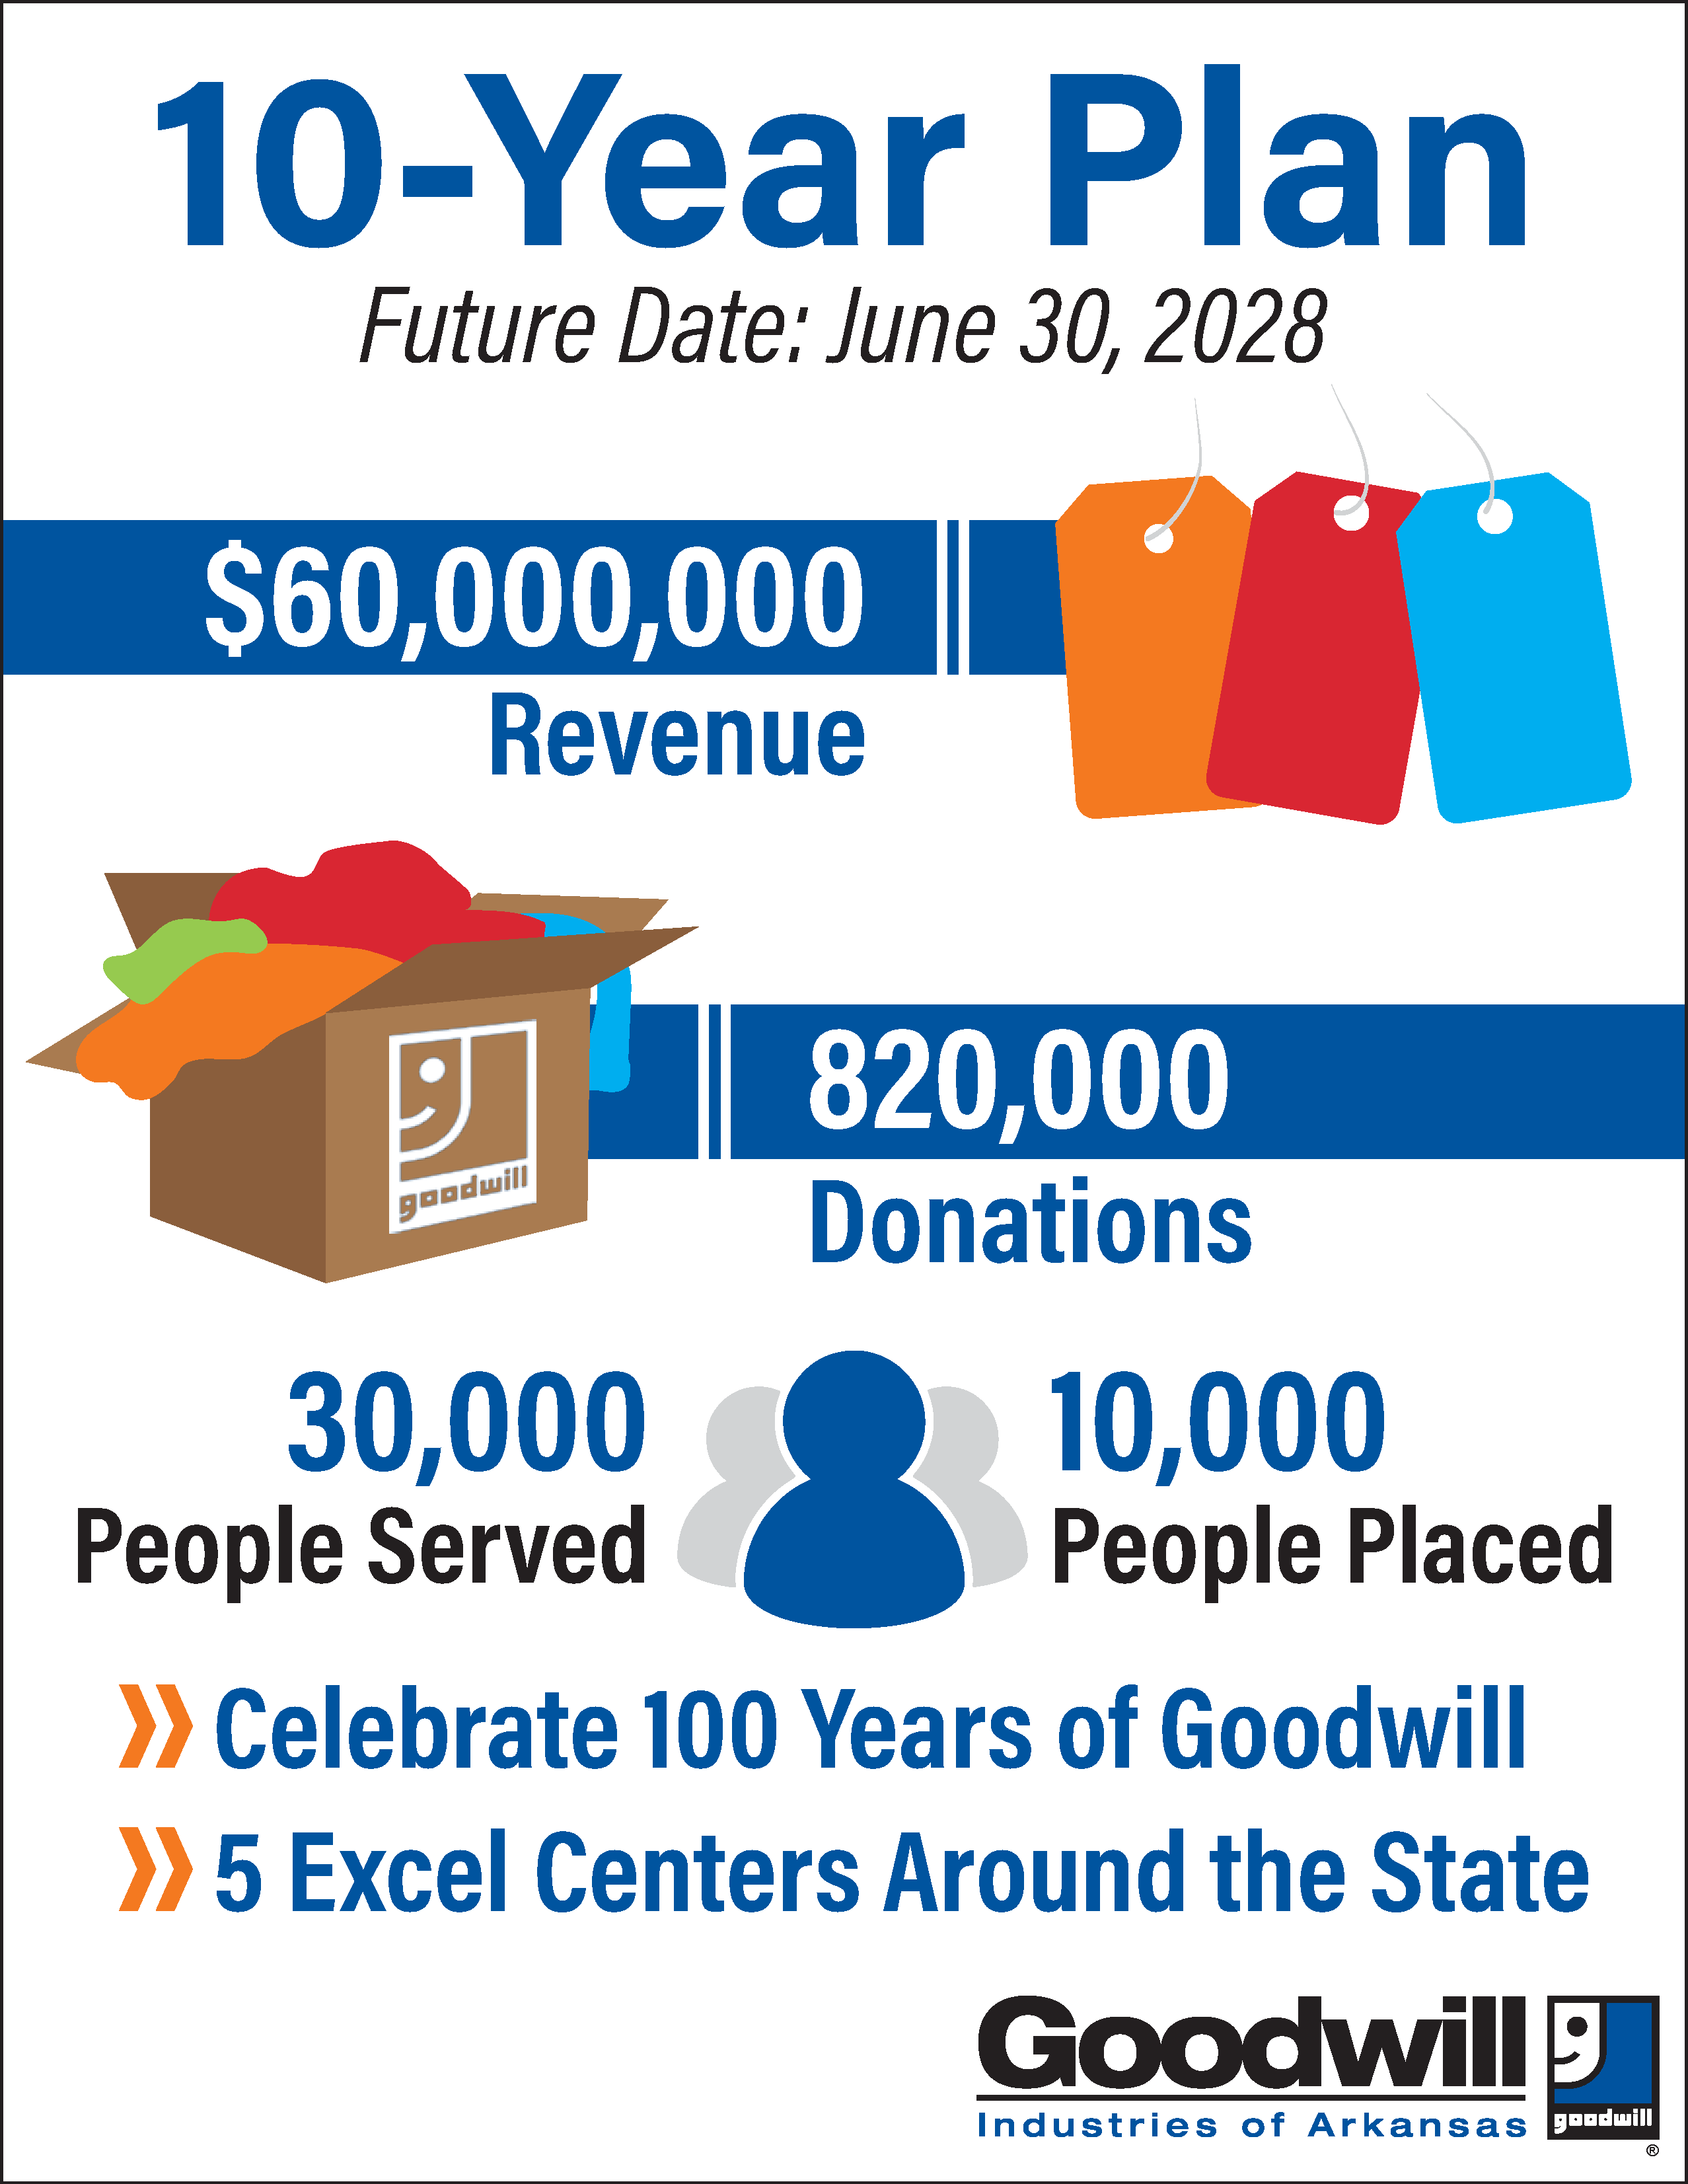 10-Year Plan
Future Date: June 30, 2028
$60,000,000
Revenue
goodwill
820,000
Donations
30,000
People Served
10,000
People Placed
Celebrate 100 Years of Goodwill
5 Excel Centers Around the State
Goodwill
Industries of Arkansas
goodwill
®